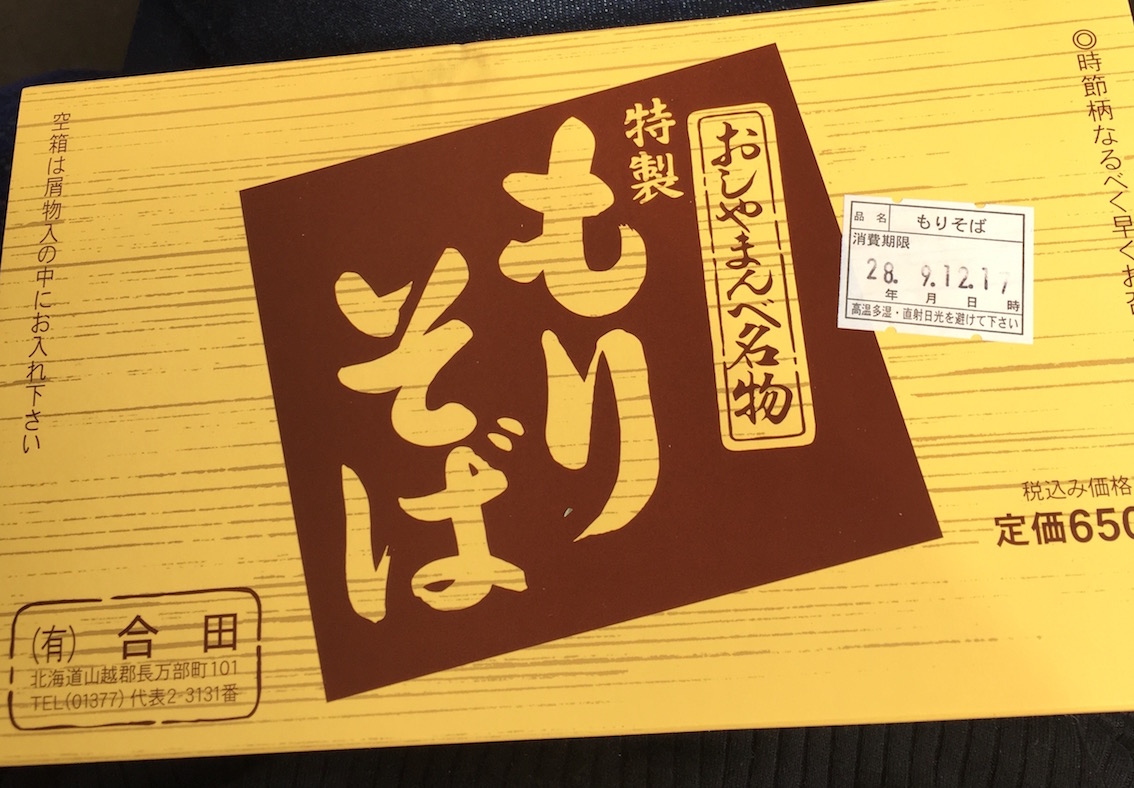 ◎時節柄なるべく早くお召
おしゃまんべ名物
特製
もり
そば
品名 もりそば
消費期限
28. 9.12.17
年 月 日 時
高温多湿・直射日光を避けて下さい
税込み価格
定価650
空箱は屑物入の中にお入れ下さい
(有) 合田
北海道山越郡長万部町101
TEL(01377) 代表2-3131番